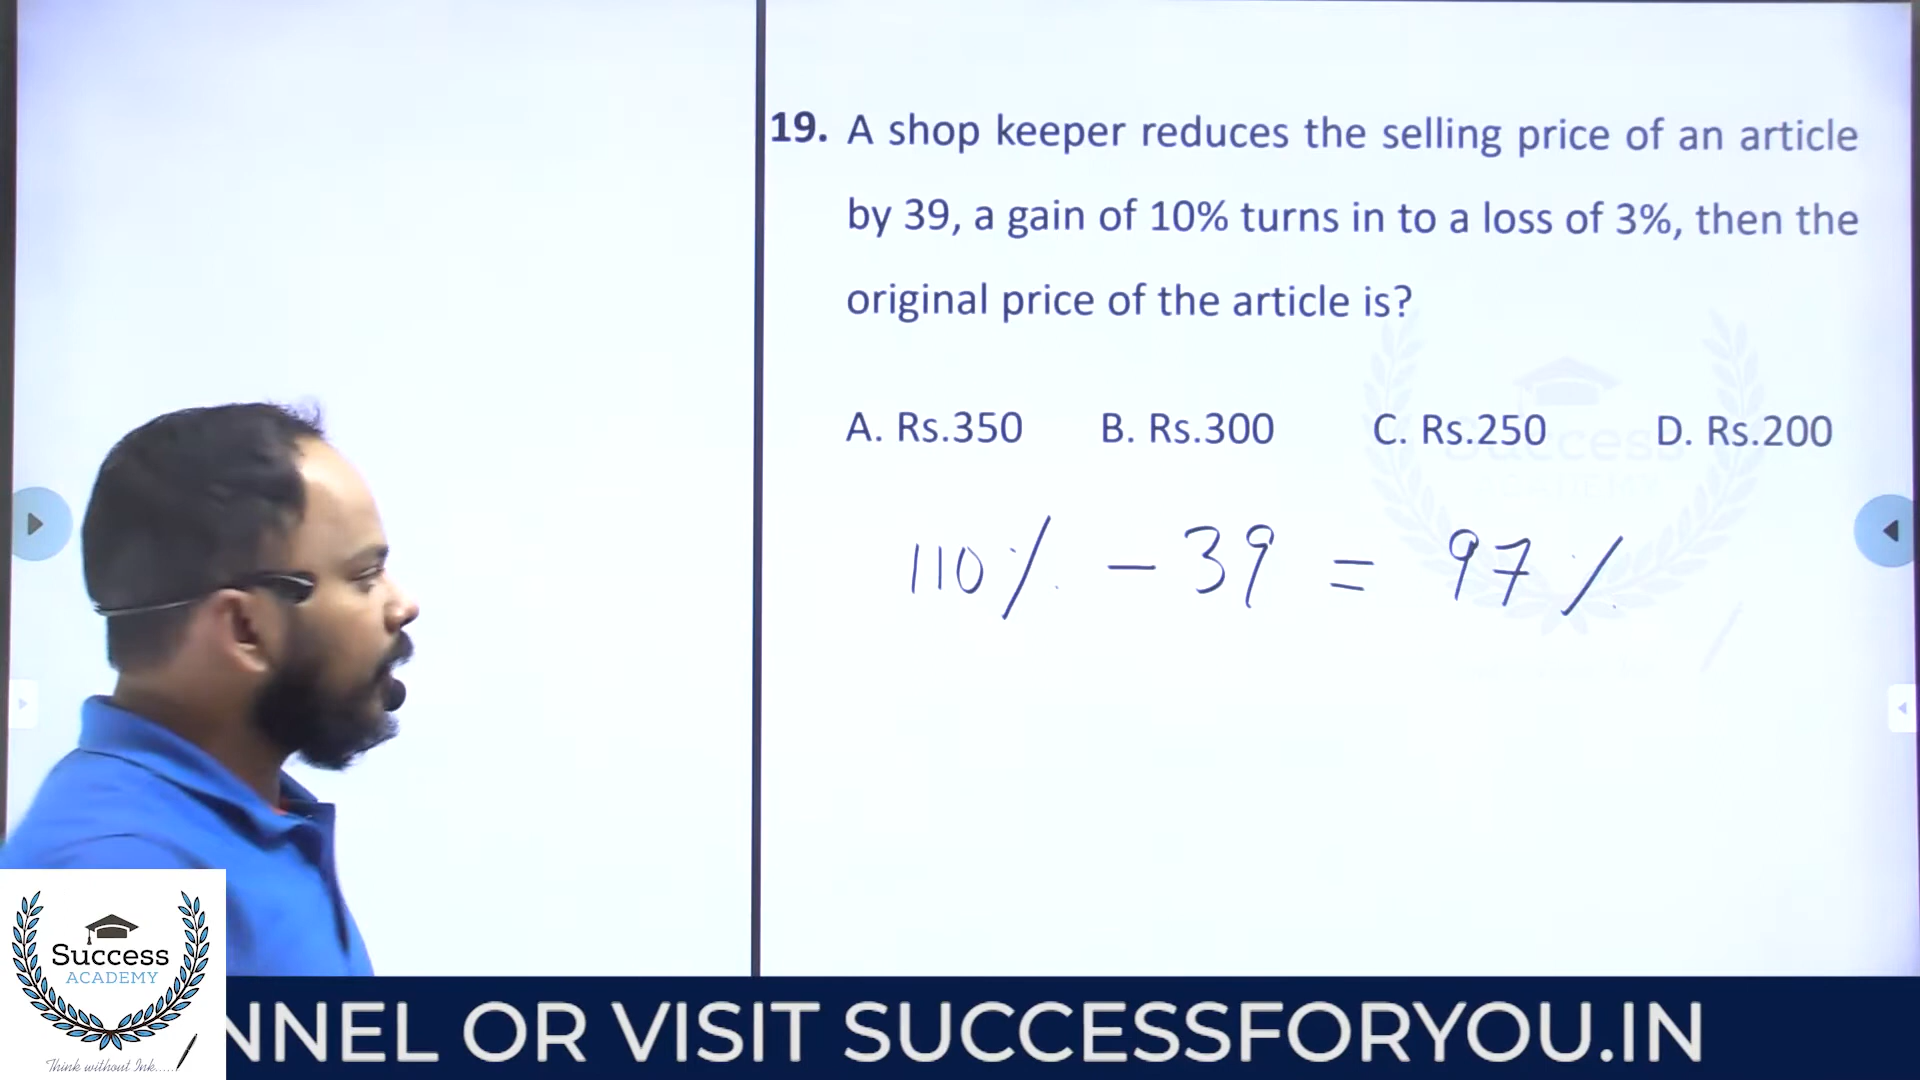 19. A shop keeper reduces the selling price of an article
by 39, a gain of 10% turns in to a loss of 3%, then the
original price of the article is?
A. Rs.350 B. Rs.300 C. Rs.250 D. Rs.200
110% - 39 = 97%
Success
ACADEMY
Success
ACADEMY
Think without Ink.....
NNEL OR VISIT SUCCESSFORYOU.IN